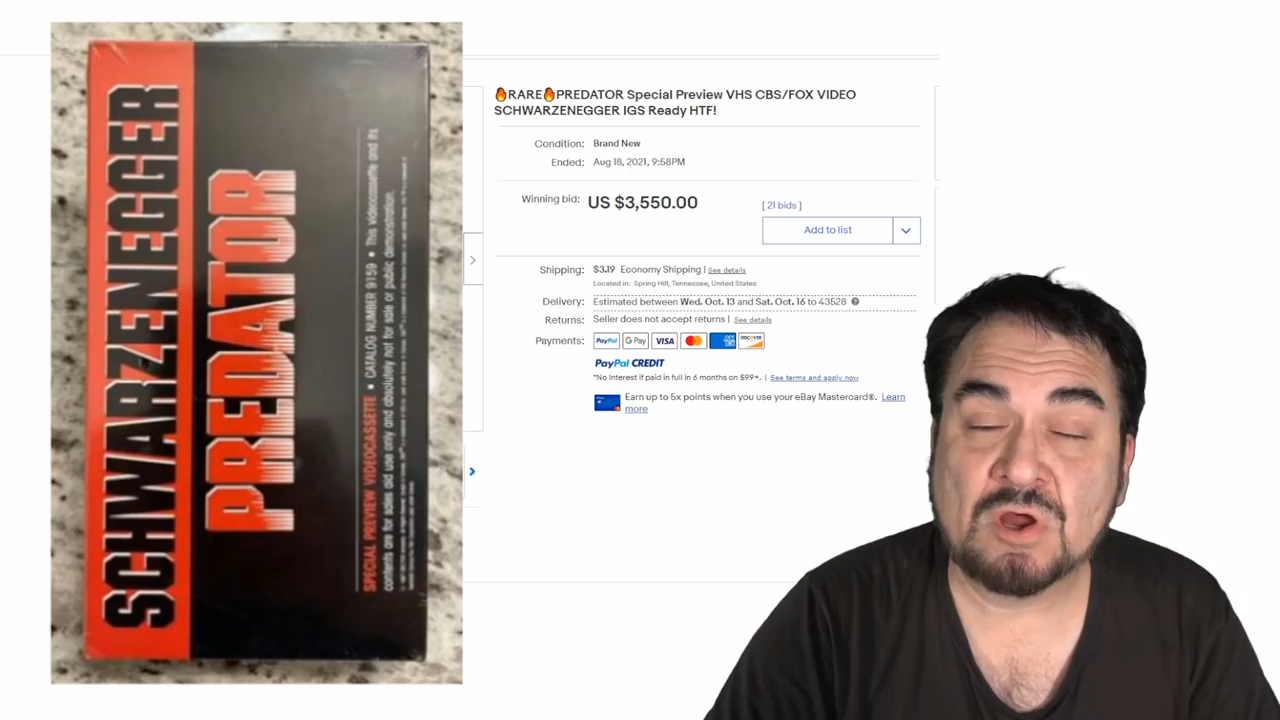 SCHWARZENEGGER
PREDATOR
SPECIAL PREVIEW VIDEOCASSETTE • CATALOG NUMBER 9159 • This videocassette and its
contents are for sales aid use only and absolutely not for sale or public demonstration.
🔥RARE🔥PREDATOR Special Preview VHS CBS/FOX VIDEO
SCHWARZENEGGER IGS Ready HTF!
Condition: Brand New
Ended: Aug 18, 2021, 9:58PM
Winning bid: US $3,550.00 [ 21 bids ]
Add to list
Shipping: $3.19 Economy Shipping | See details
Located in: Spring Hill, Tennessee, United States
Delivery: Estimated between Wed. Oct. 13 and Sat. Oct. 16 to 43528
Returns: Seller does not accept returns | See details
Payments: PayPal G Pay VISA DISCOVER
PayPal CREDIT
*No Interest if paid in full in 6 months on $99+. | See terms and apply now
Earn up to 5x points when you use your eBay Mastercard®. Learn
more